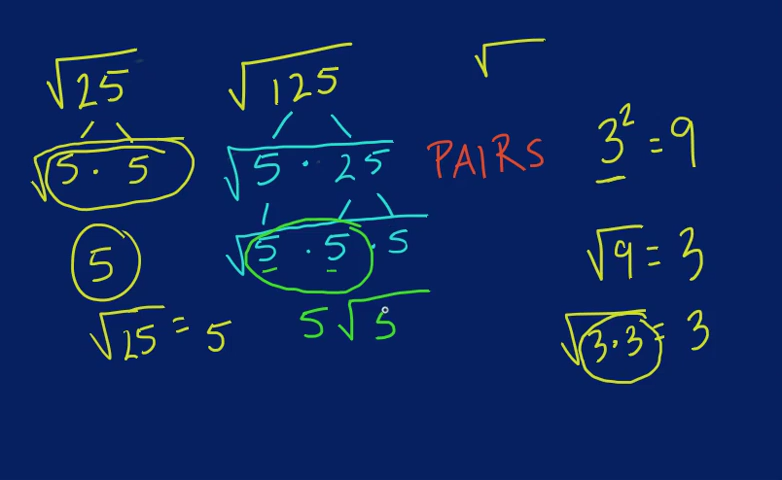 √25
√5 · 5
5
√25 = 5
√125
√5 · 25
√5 · 5 · 5
5√5
PAIRS
√
3² = 9
√9 = 3
√3 · 3 = 3